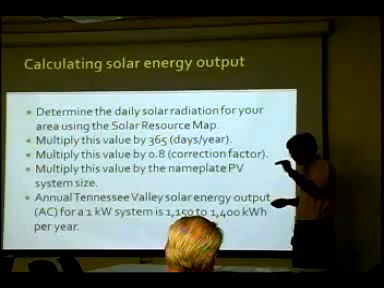 Calculating solar energy output
Determine the daily solar radiation for your
area using the Solar Resource Map.
Multiply this value by 365 (days/year).
Multiply this value by 0.8 (correction factor).
Multiply this value by the nameplate PV
system size.
Annual Tennessee Valley solar energy output
(AC) for a 1 kW system is 1,150 to 1,400 kWh
per year.